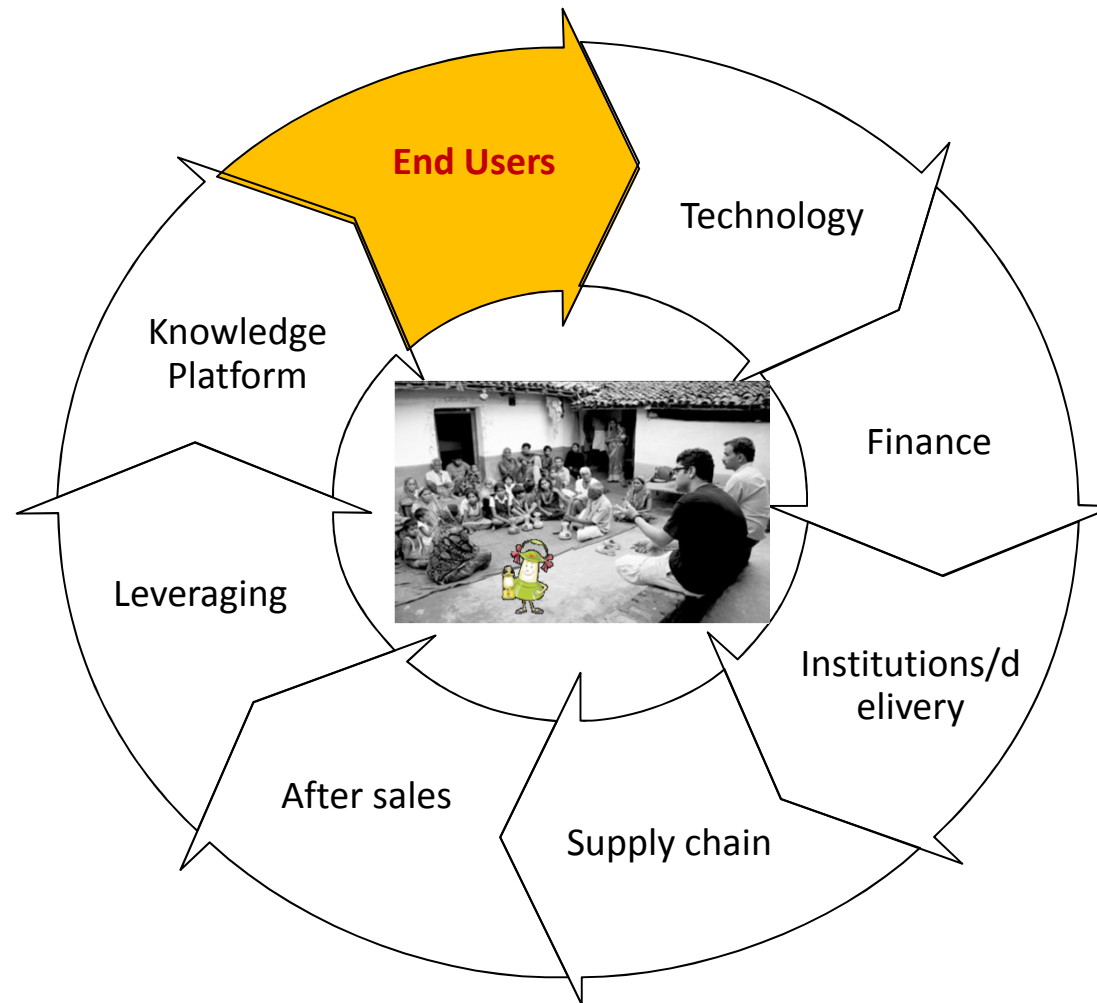 End Users
Technology
Finance
Institutions/d
elivery
Supply chain
After sales
Leveraging
Knowledge
Platform